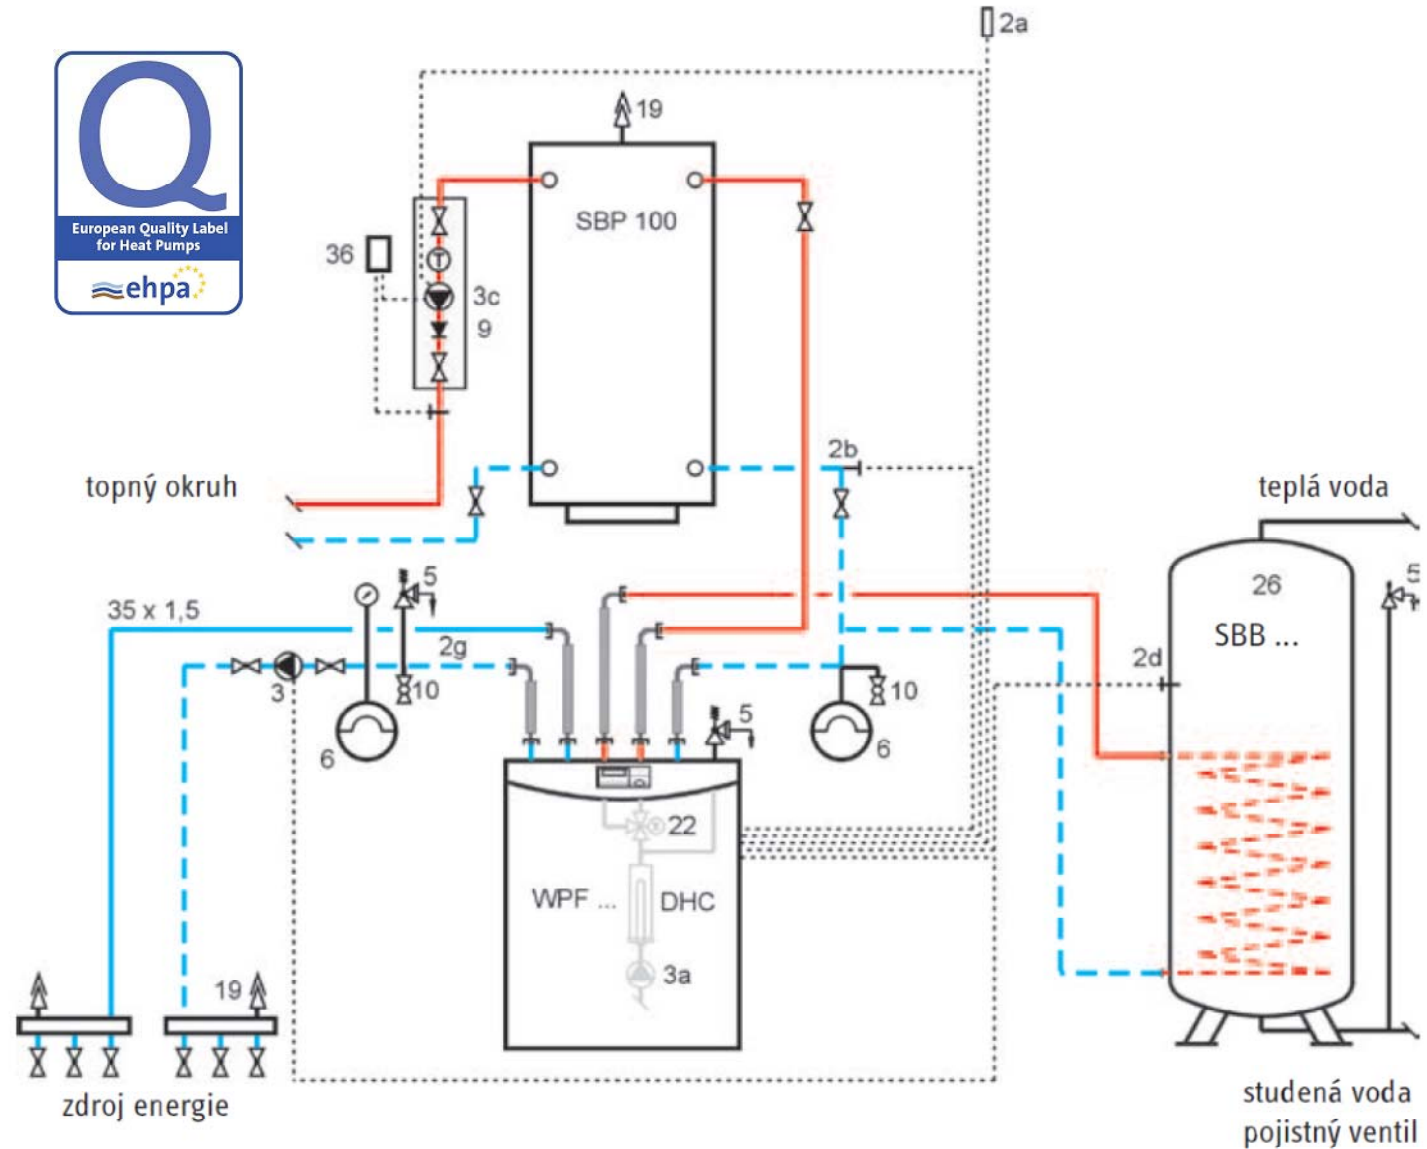 2a
Q
European Quality Label
for Heat Pumps
ehpa
19
SBP 100
36
T
3c
9
2b
topný okruh
teplá voda
5
5
26
35 x 1,5
SBB ...
2g
2d
3
10
10
5
6
6
22
WPF ...
DHC
3a
19
zdroj energie
studená voda
pojistný ventil